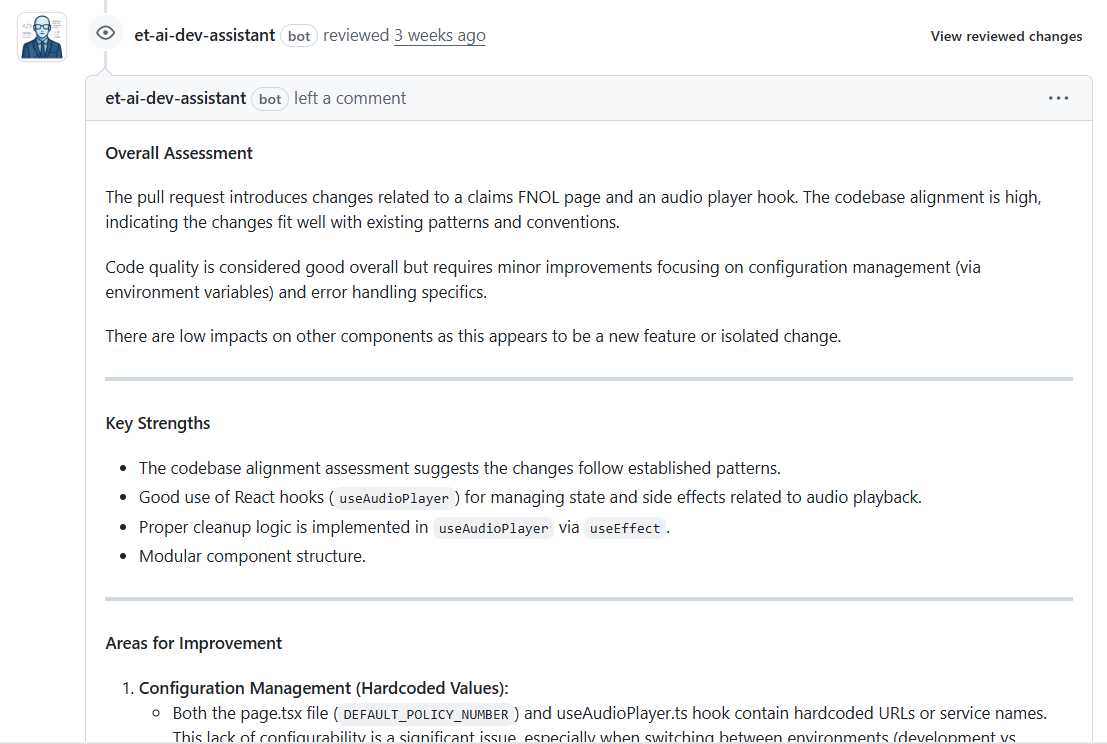 et-ai-dev-assistant bot reviewed 3 weeks ago View reviewed changes
et-ai-dev-assistant bot left a comment ...
Overall Assessment
The pull request introduces changes related to a claims FNOL page and an audio player hook. The codebase alignment is high,
indicating the changes fit well with existing patterns and conventions.
Code quality is considered good overall but requires minor improvements focusing on configuration management (via
environment variables) and error handling specifics.
There are low impacts on other components as this appears to be a new feature or isolated change.
Key Strengths
• The codebase alignment assessment suggests the changes follow established patterns.
• Good use of React hooks ( useAudioPlayer ) for managing state and side effects related to audio playback.
• Proper cleanup logic is implemented in useAudioPlayer via useEffect .
• Modular component structure.
Areas for Improvement
1. Configuration Management (Hardcoded Values):
◦ Both the page.tsx file ( DEFAULT_POLICY_NUMBER ) and useAudioPlayer.ts hook contain hardcoded URLs or service names.
This lack of configurability is a significant issue, especially when switching between environments (development vs